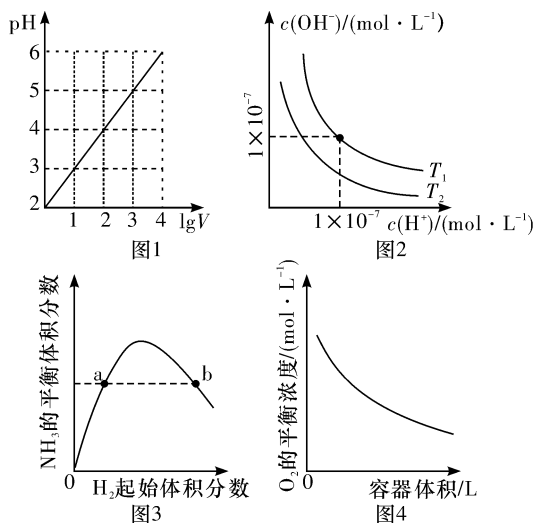 pH
6
5
4
3
2
1 2 3 4 lgV
图1
c(OH⁻)/(mol·L⁻¹)
1×10⁻⁷
T₁
T₂
1×10⁻⁷ c(H⁺)/(mol·L⁻¹)
图2
NH₃的平衡体积分数
a
b
0
H₂起始体积分数
图3
O₂的平衡浓度/(mol·L⁻¹)
0
容器体积/L
图4